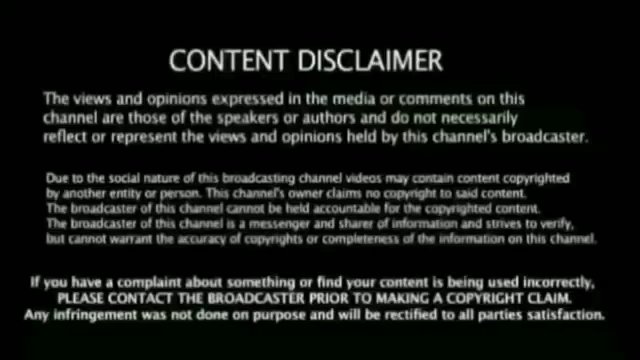 CONTENT DISCLAIMER
The views and opinions expressed in the media or comments on this
channel are those of the speakers or authors and do not necessarily
reflect or represent the views and opinions held by this channel's broadcaster.
Due to the social nature of this broadcasting channel videos may contain content copyrighted
by another entity or person. This channel's owner claims no copyright to said content.
The broadcaster of this channel cannot be held accountable for the copyrighted content.
The broadcaster of this channel is a messenger and sharer of information and strives to verify,
but cannot warrant the accuracy of copyrights or completeness of the information on this channel.
If you have a complaint about something or find your content is being used incorrectly,
PLEASE CONTACT THE BROADCASTER PRIOR TO MAKING A COPYRIGHT CLAIM.
Any infringement was not done on purpose and will be rectified to all parties satisfaction.